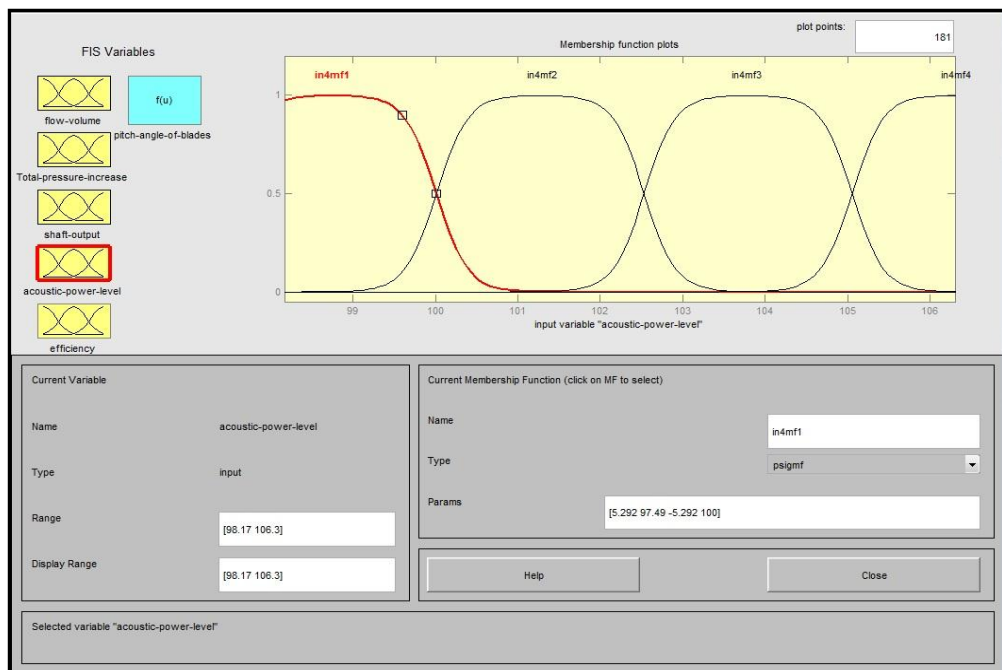 plot points:
181
FIS Variables
Membership function plots
f(u)
flow-volume
pitch-angle-of-blades
Total-pressure-increase
shaft-output
acoustic-power-level
efficiency
in4mf1
in4mf2
in4mf3
in4mf4
1
0.5
0
99
100
101
102
103
104
105
106
input variable "acoustic-power-level"
Current Variable
Name
acoustic-power-level
Type
input
Range
[98.17 106.3]
Display Range
[98.17 106.3]
Current Membership Function (click on MF to select)
Name
in4mf1
Type
psigmf
Params
[5.292 97.49 -5.292 100]
Help
Close
Selected variable "acoustic-power-level"